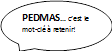 PEDMAS... c'est le
mot-clé à retenir!